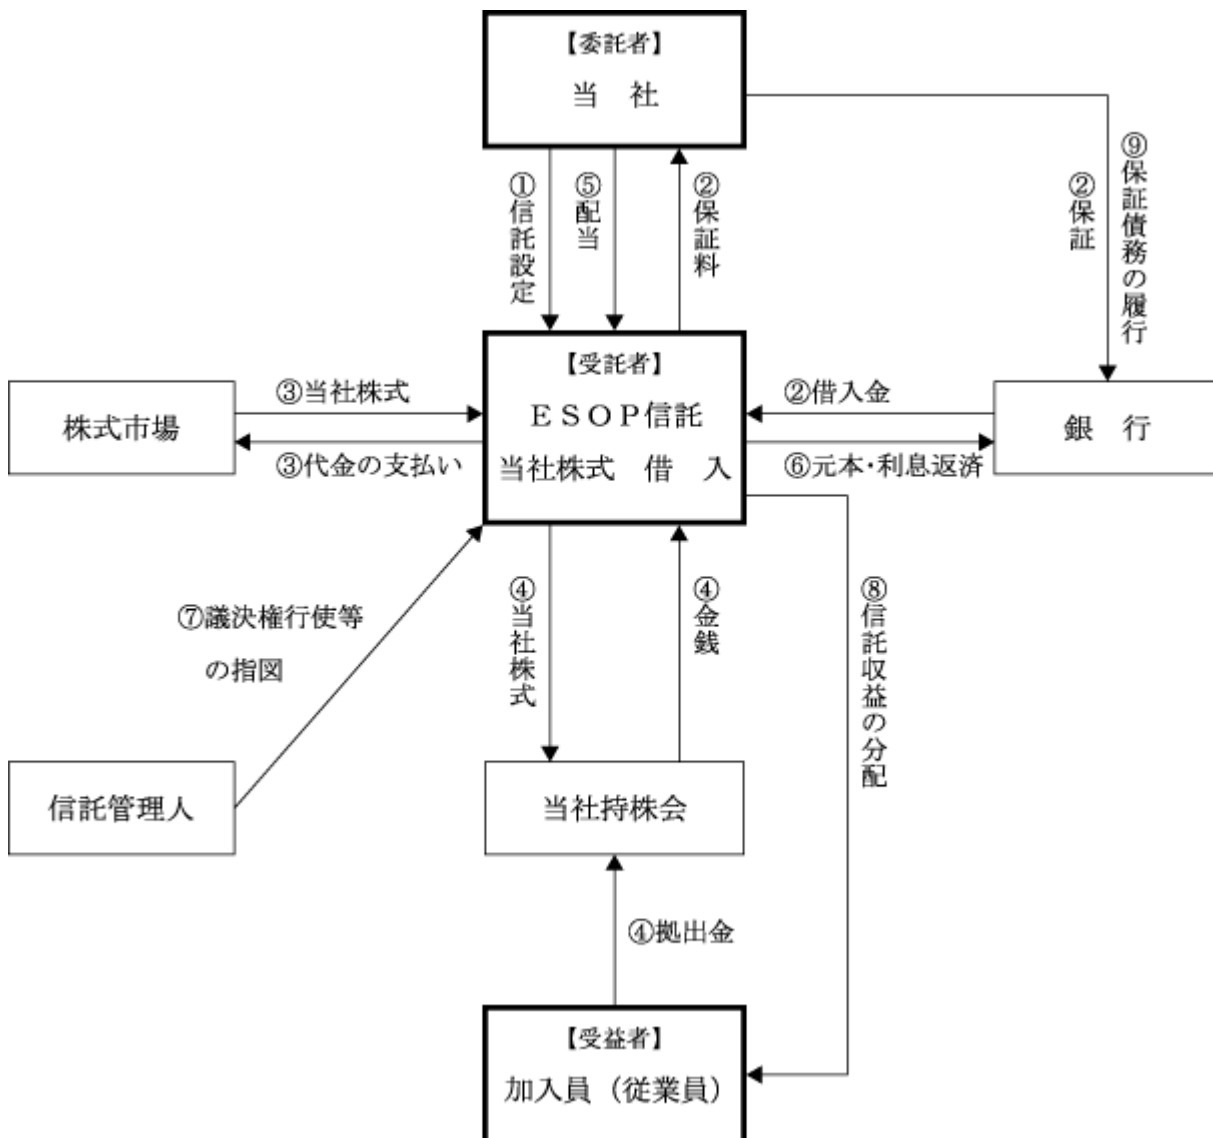 【委託者】
当　社
①信託設定
⑤配当
②保証料
②保証
⑨保証債務の履行
【受託者】
ＥＳＯＰ信託
当社株式　借　入
株式市場
③当社株式
③代金の支払い
②借入金
⑥元本・利息返済
銀　行
⑦議決権行使等
の指図
④当社株式
④金銭
⑧信託収益の分配
信託管理人
当社持株会
④拠出金
【受益者】
加入員（従業員）